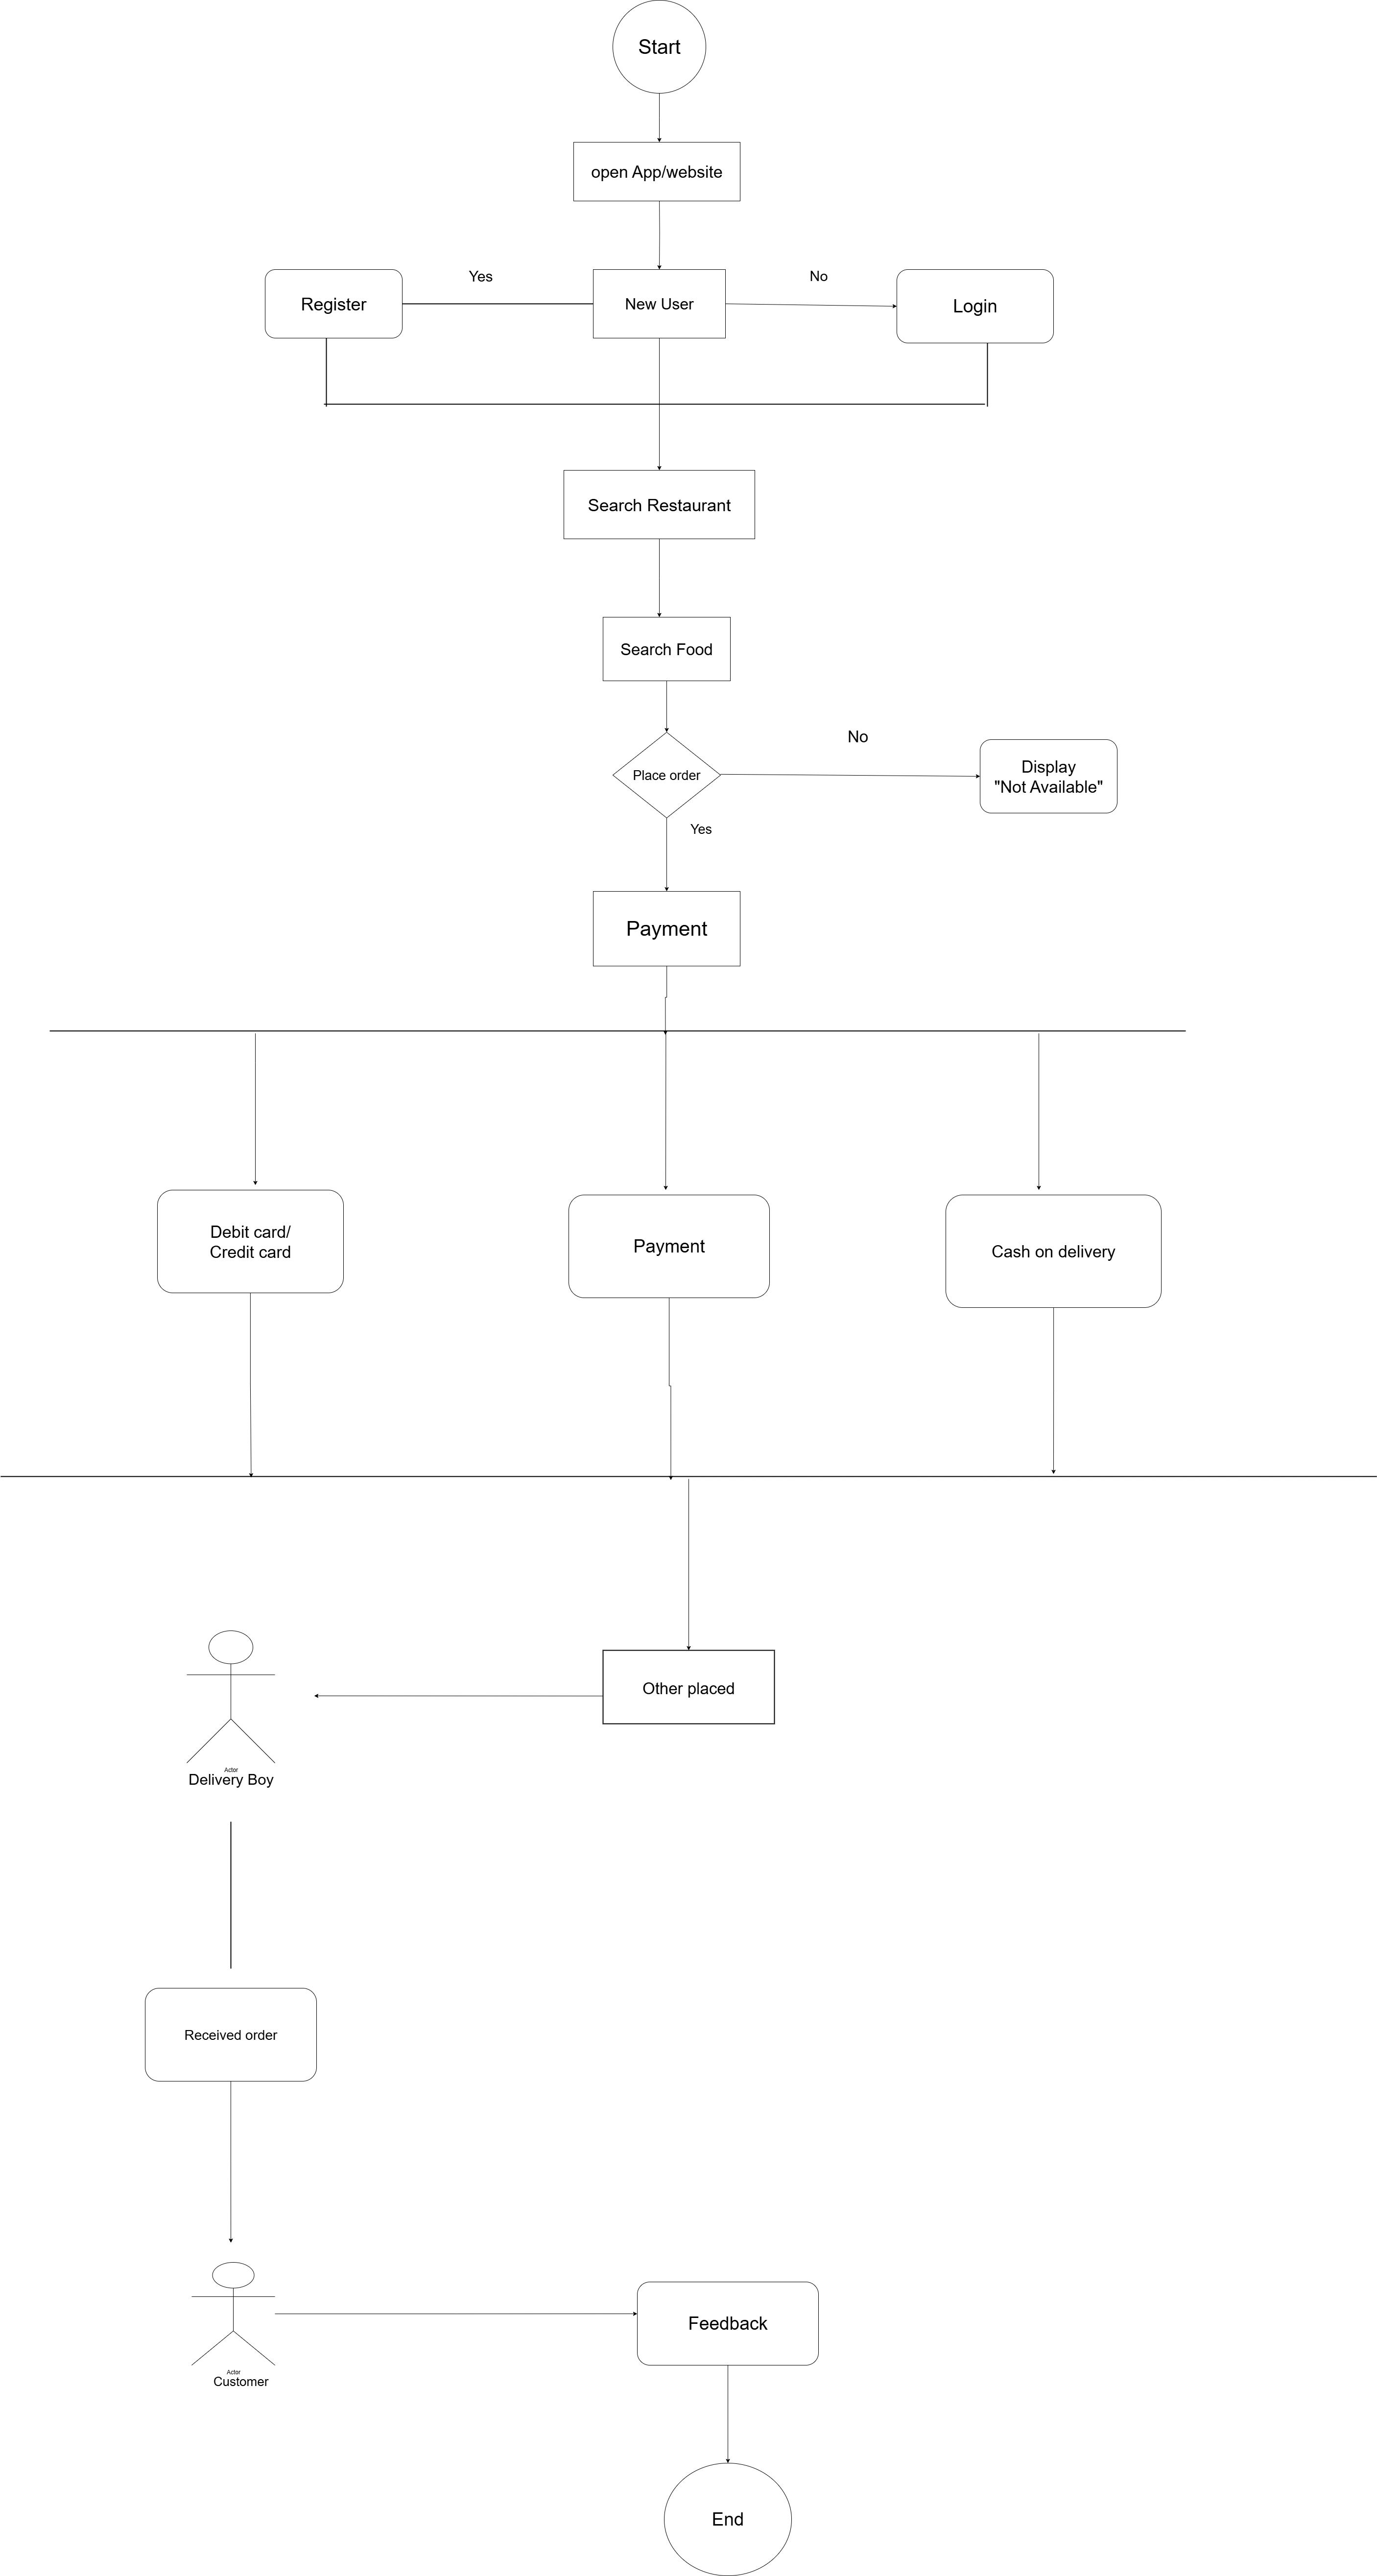 Start
open App/website
Yes
No
Register
New User
Login
Search Restaurant
Search Food
No
Place order
Display
"Not Available"
Yes
Payment
Debit card/
Credit card
Payment
Cash on delivery
Other placed
Actor
Delivery Boy
Received order
Feedback
Actor
Customer
End